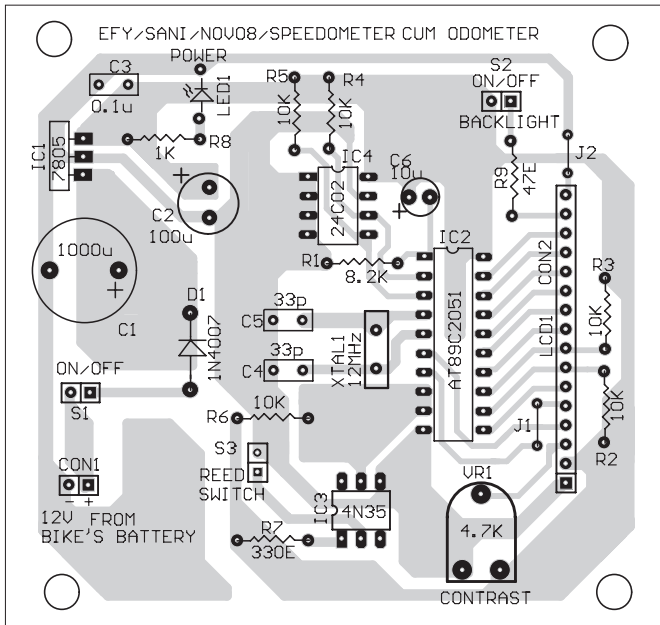 EFY/SANI/NOV08/SPEEDOMETER CUM ODOMETER
POWER
C3
0.1u
LED1
R5
R4
10K
10K
S2
ON/OFF
BACKLIGHT
IC1
7805
1K
R8
IC4
24C02
C6
10u
+
J2
R9
47E
+
C2
100u
1000u
+
C1
R1
8.2K
IC2
AT89C2051
CON2
LCD1
R3
10K
D1
1N4007
33p
C5
33p
C4
XTAL1
12MHz
ON/OFF
S1
R6
10K
J1
10K
R2
S3
REED
SWITCH
CON1
- +
12V FROM
BIKE'S BATTERY
IC3
4N35
R7
330E
VR1
4.7K
CONTRAST